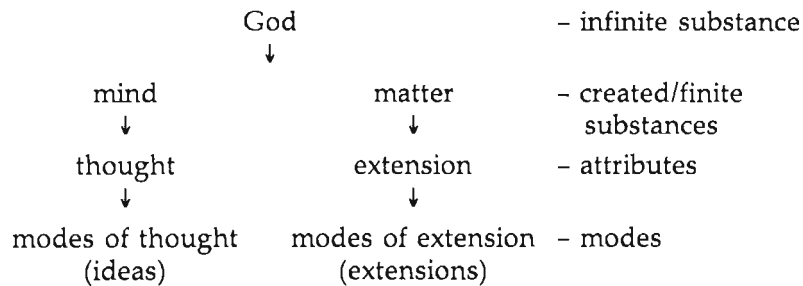 God – infinite substance
↓
mind matter – created/finite
↓ ↓ substances
thought extension – attributes
↓ ↓
modes of thought modes of extension – modes
(ideas) (extensions)